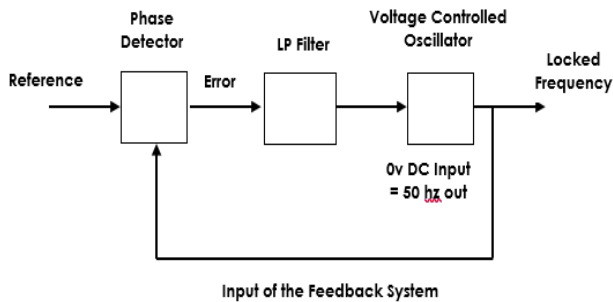 Phase
Detector
LP Filter
Voltage Controlled
Oscillator
Locked
Frequency
Reference
Error
0v DC Input
= 50 hz out
Input of the Feedback System